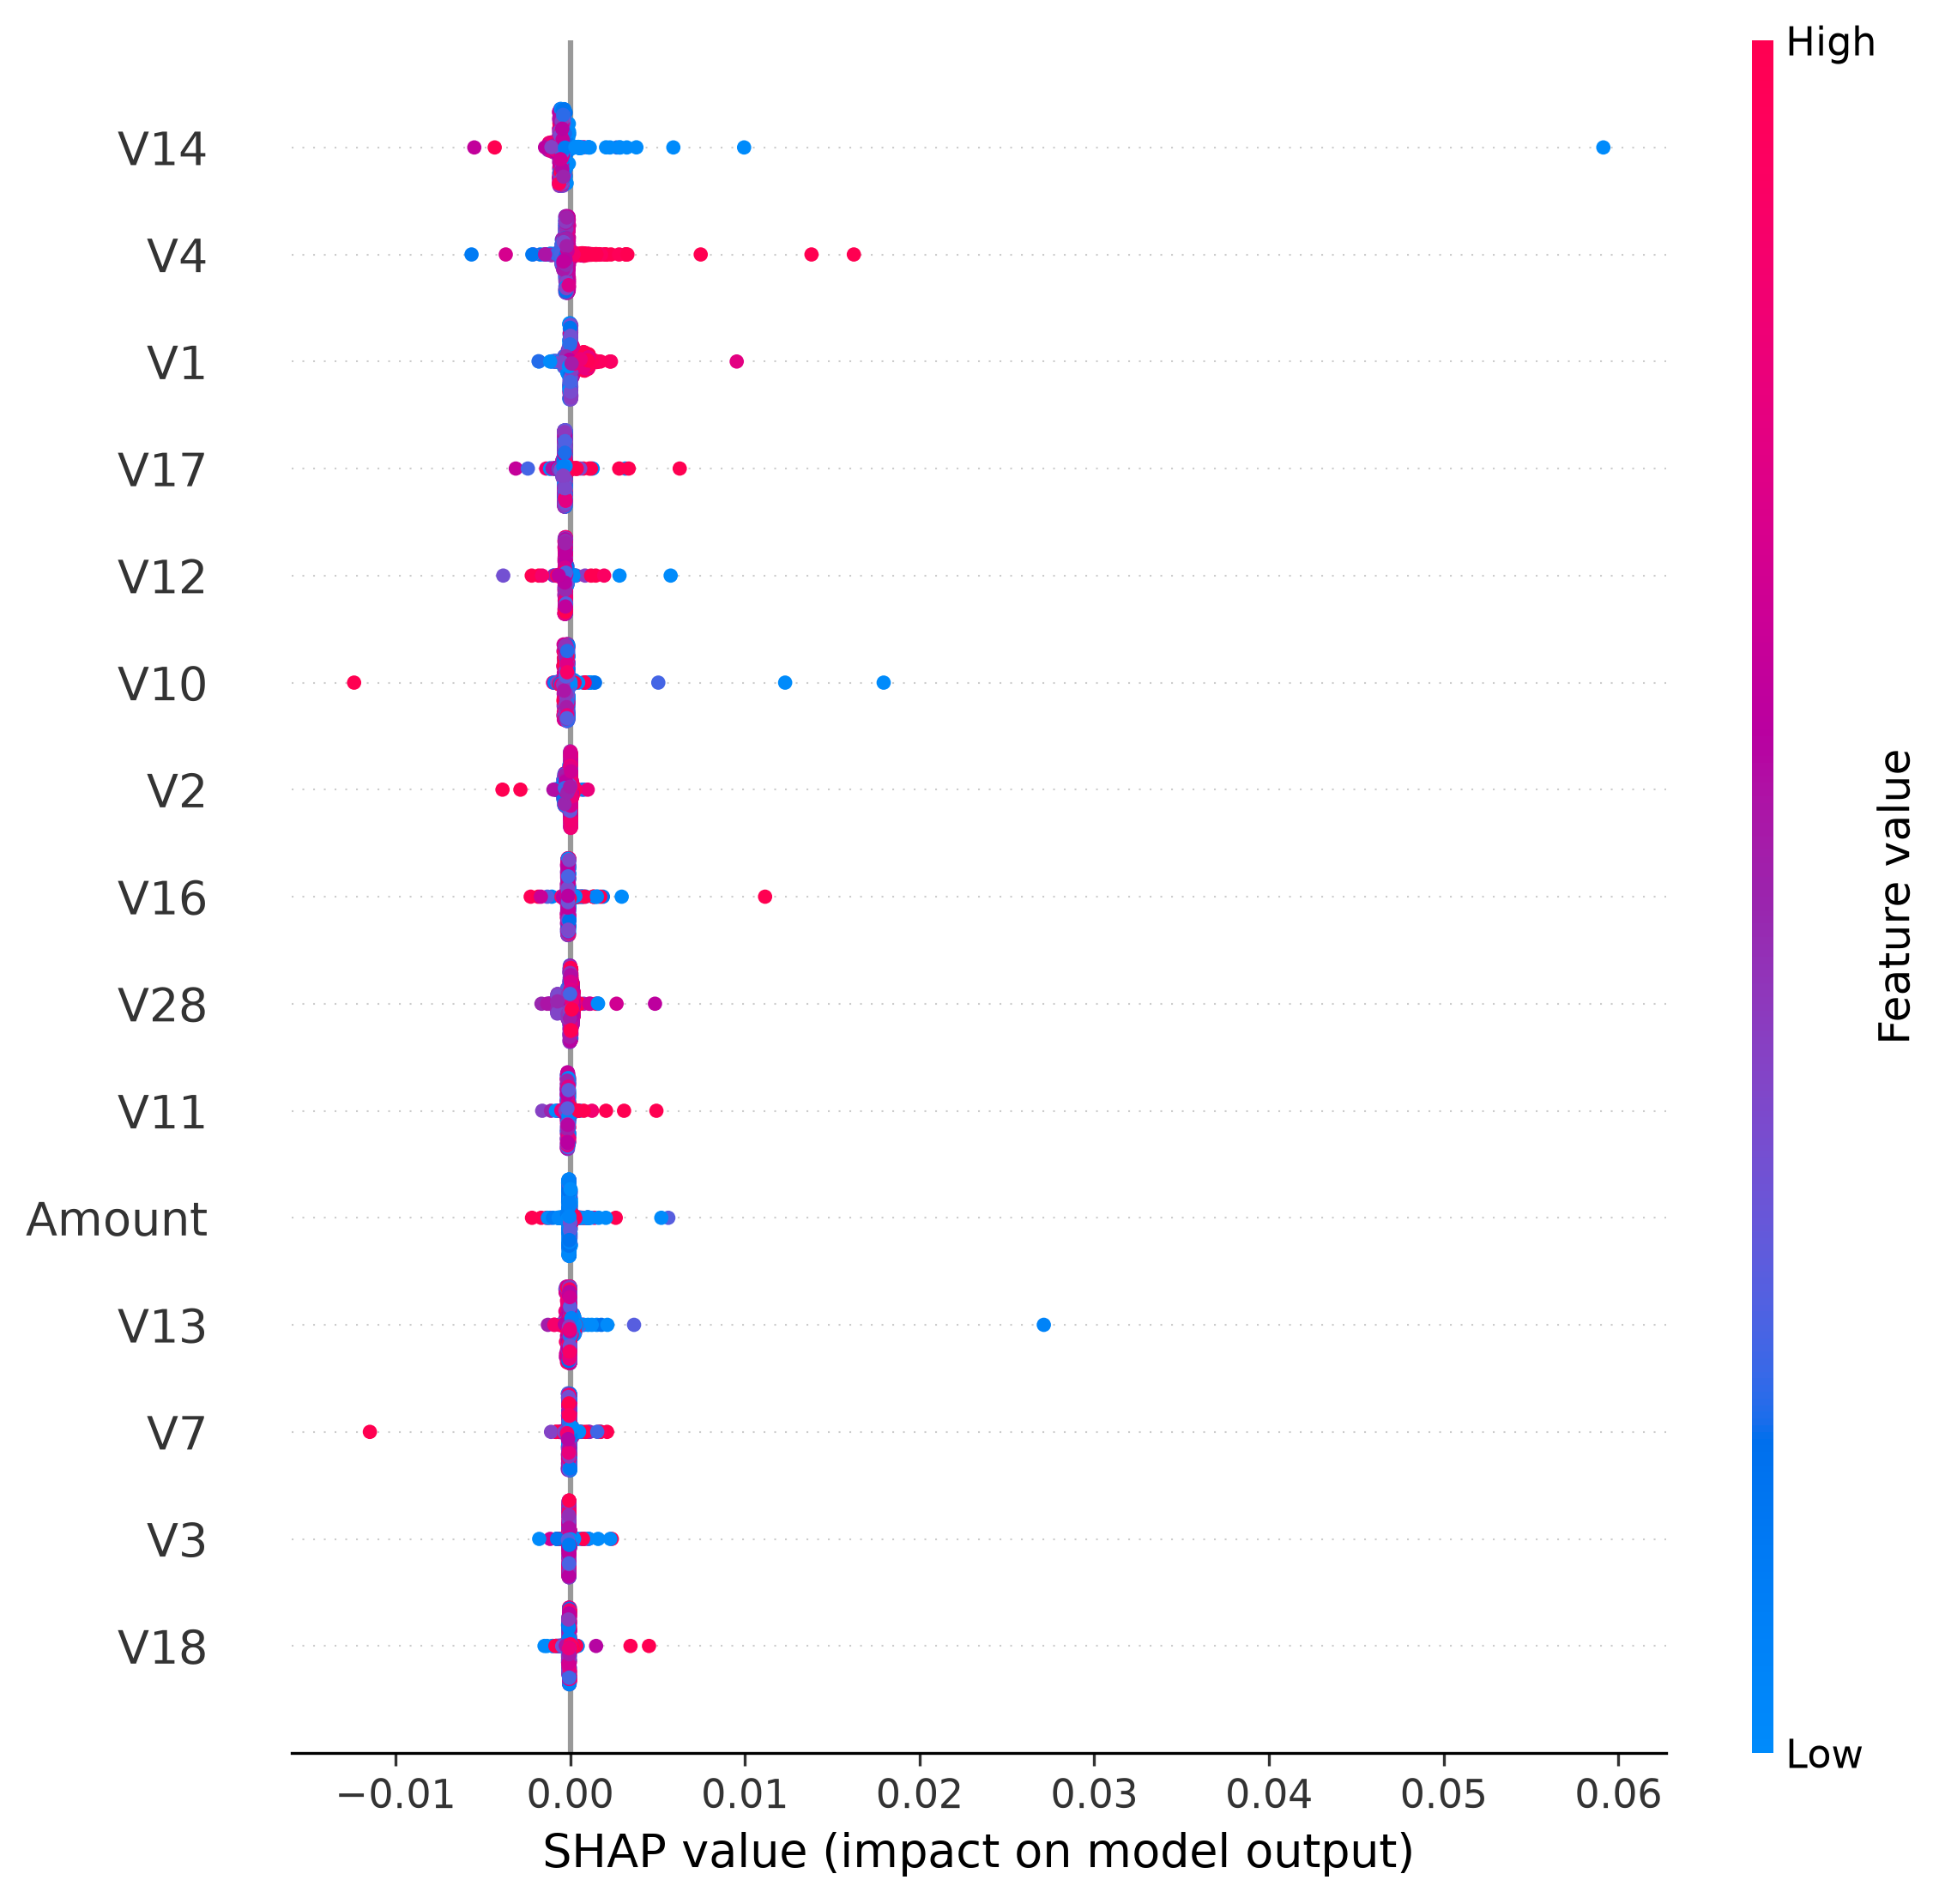 High
V14
V4
V1
V17
V12
V10
V2
V16
V28
V11
Amount
V13
V7
V3
V18
Feature value
Low
−0.01 0.00 0.01 0.02 0.03 0.04 0.05 0.06
SHAP value (impact on model output)